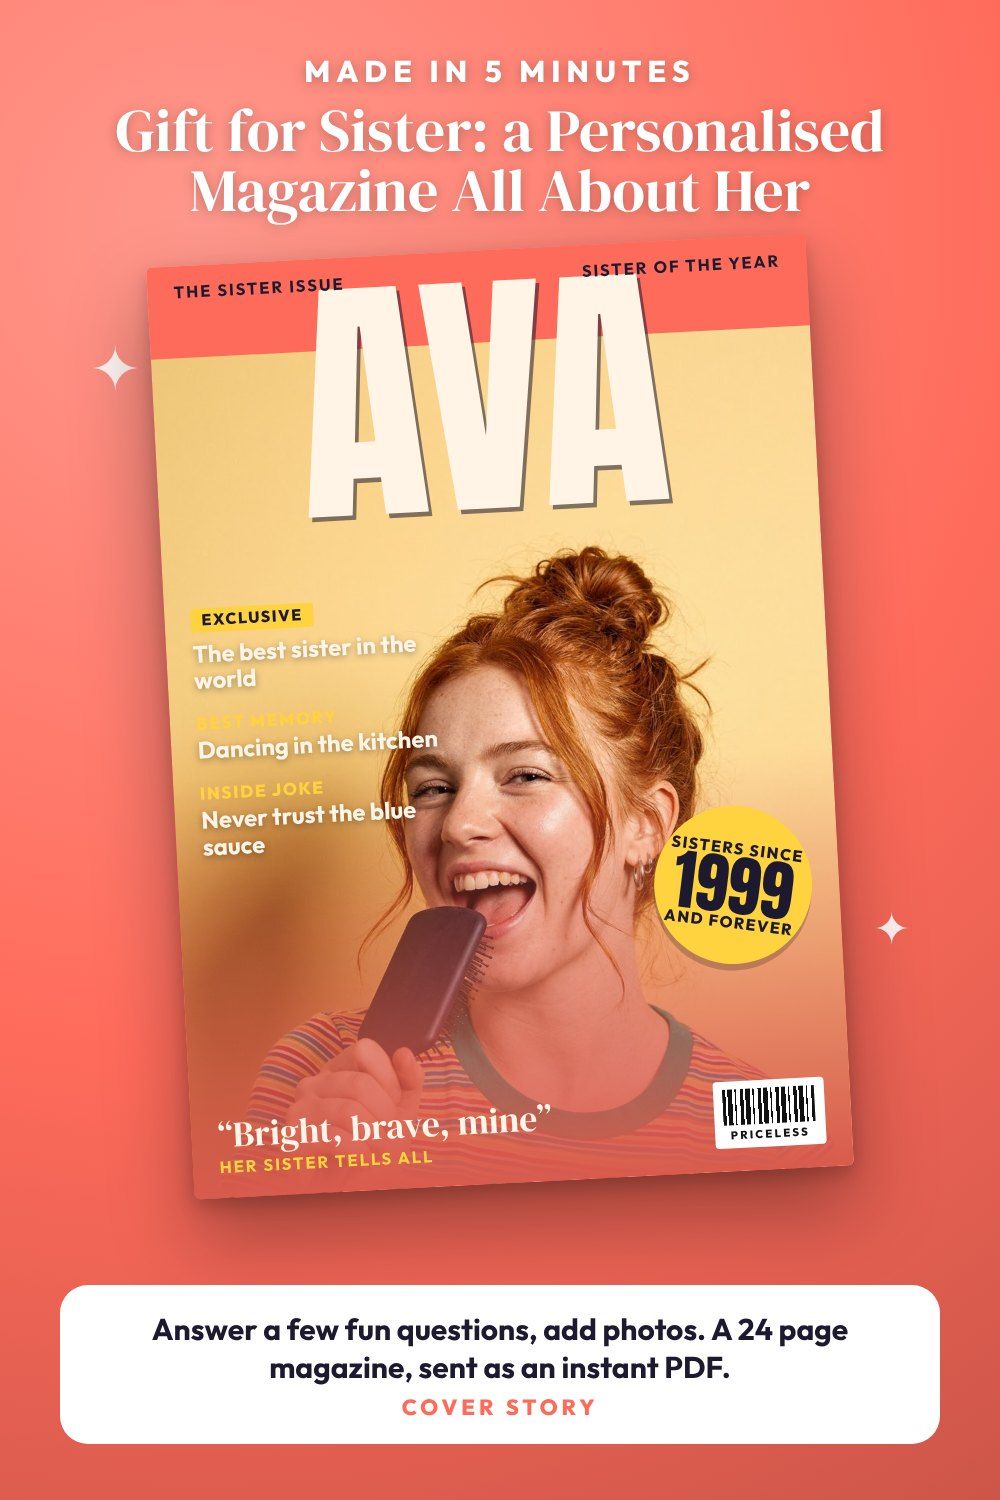 MADE IN 5 MINUTES
Gift for Sister: a Personalised
Magazine All About Her
THE SISTER ISSUE
SISTER OF THE YEAR
AVA
EXCLUSIVE
The best sister in the
world
BEST MEMORY
Dancing in the kitchen
INSIDE JOKE
Never trust the blue
sauce
SISTERS SINCE
1999
AND FOREVER
“Bright, brave, mine”
HER SISTER TELLS ALL
PRICELESS
Answer a few fun questions, add photos. A 24 page
magazine, sent as an instant PDF.
COVER STORY